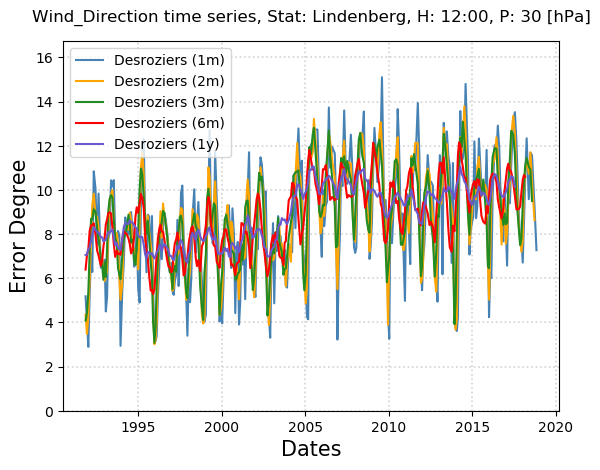 Wind_Direction time series, Stat: Lindenberg, H: 12:00, P: 30 [hPa]
16
14
12
10
8
6
4
2
0
Error Degree
Desroziers (1m)
Desroziers (2m)
Desroziers (3m)
Desroziers (6m)
Desroziers (1y)
1995
2000
2005
2010
2015
2020
Dates